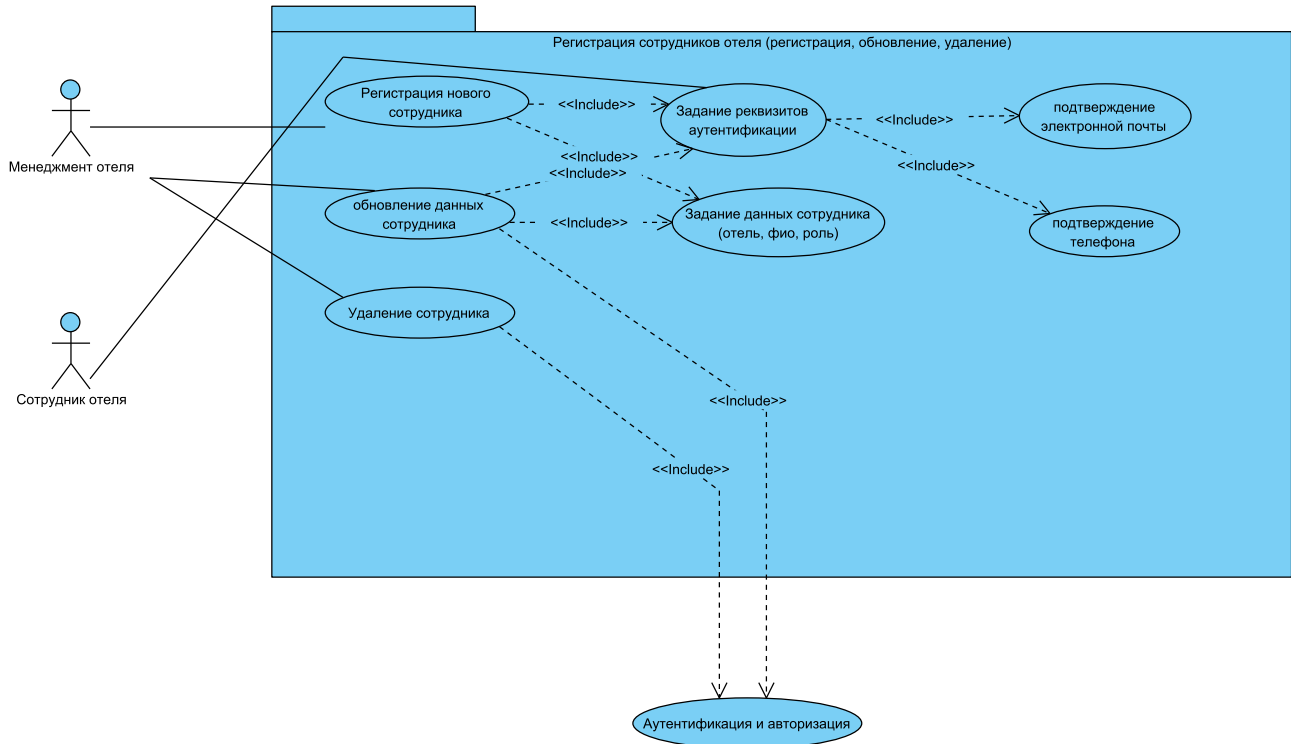 Регистрация сотрудников отеля (регистрация, обновление, удаление)
Регистрация нового
сотрудника
<<Include>>
Задание реквизитов
аутентификации
<<Include>>
подтверждение
электронной почты
Менеджмент отеля
<<Include>>
<<Include>>
<<Include>>
обновление данных
сотрудника
<<Include>>
Задание данных сотрудника
(отель, фио, роль)
подтверждение
телефона
Удаление сотрудника
Сотрудник отеля
<<Include>>
<<Include>>
Аутентификация и авторизация